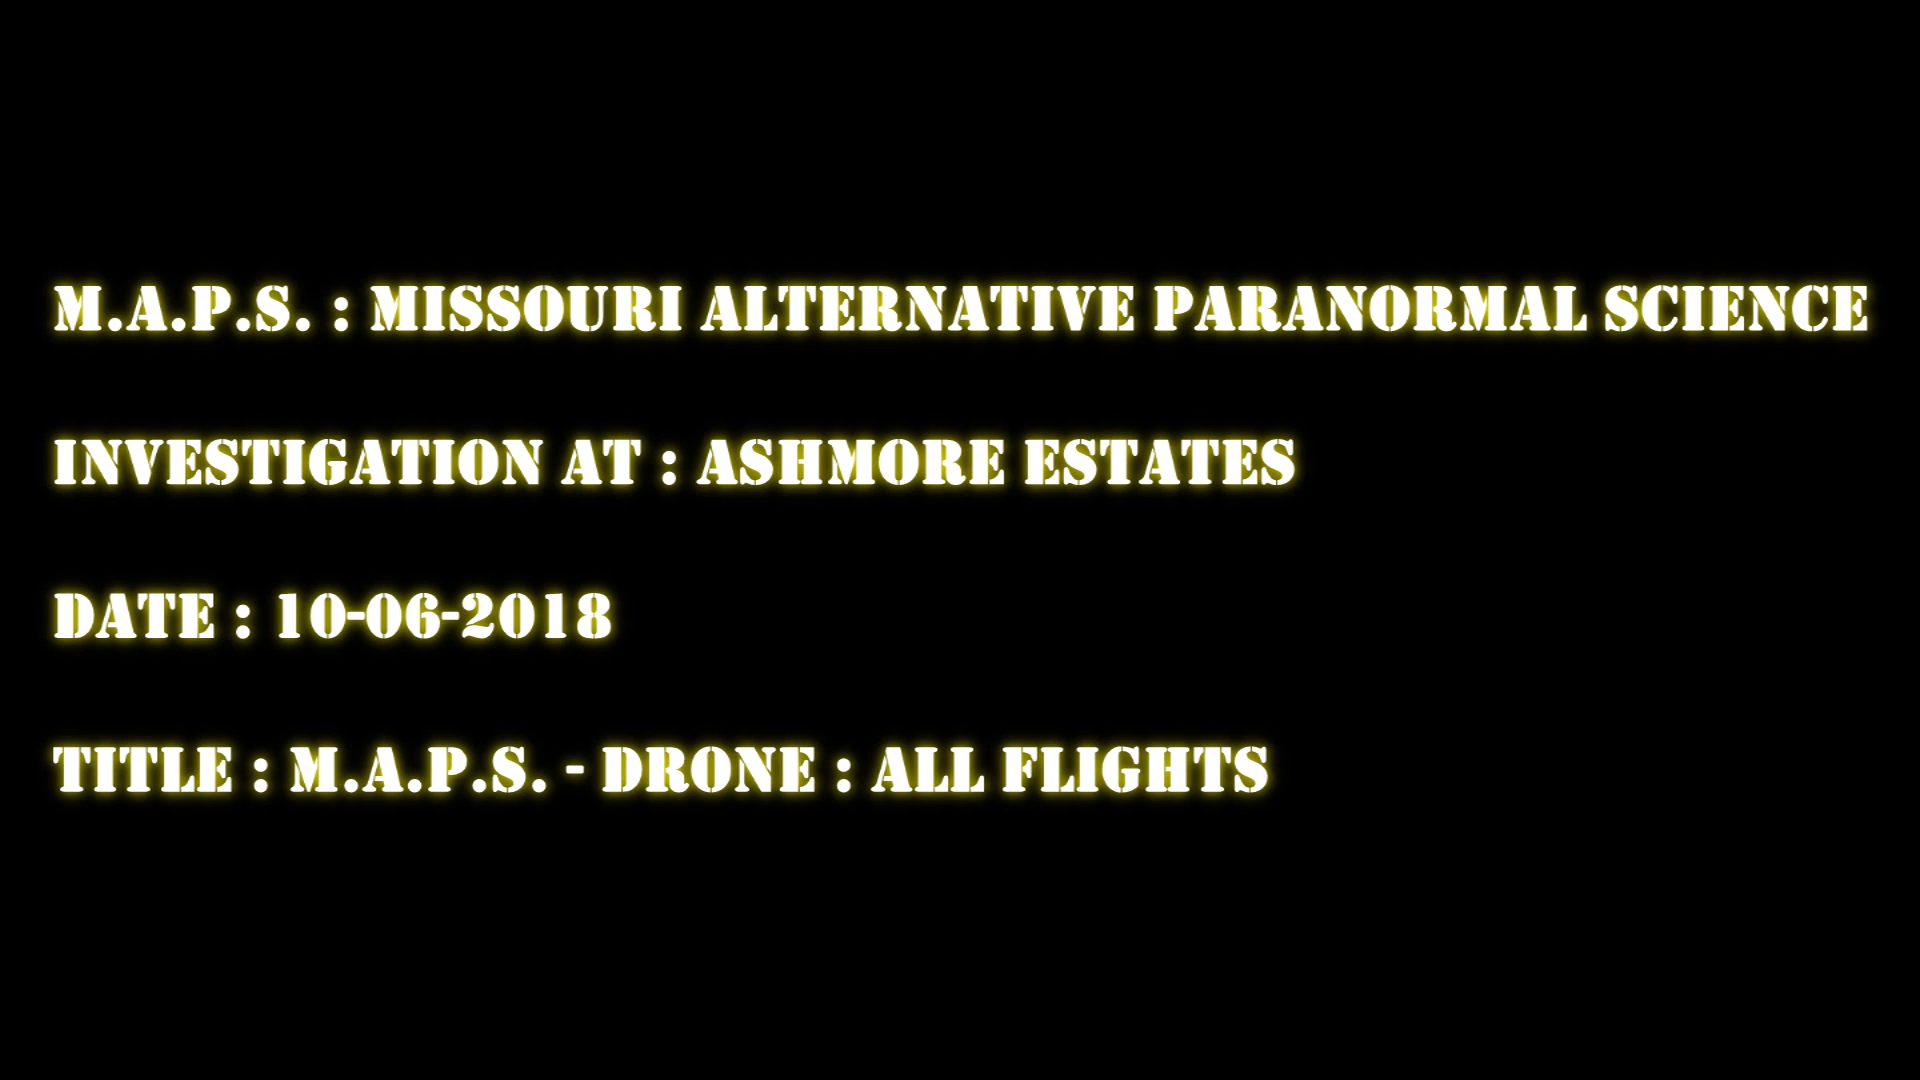 M.A.P.S. : MISSOURI ALTERNATIVE PARANORMAL SCIENCE
INVESTIGATION AT : ASHMORE ESTATES
DATE : 10-06-2018
TITLE : M.A.P.S. - DRONE : ALL FLIGHTS